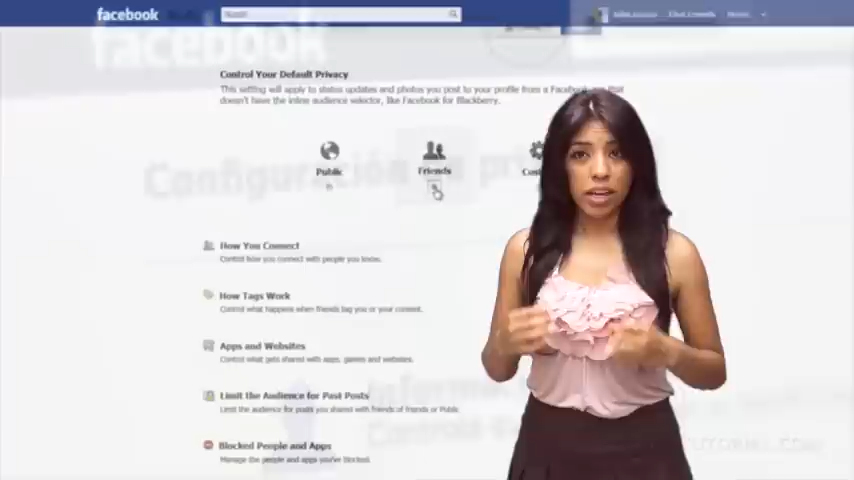 facebook
Search
facebook
Control Your Default Privacy
This setting will apply to status updates and photos you post to your profile from a Facebook that
doesn't have the inline audience selector, like Facebook for Blackberry.
Configuración
Public
Friends
How You Connect
Control how you connect with people you know.
How Tags Work
Control what happens when friends tag you or your content.
Apps and Websites
Control what gets shared with apps, games and websites.
Limit the Audience for Past Posts
Limit the audience for posts you shared with friends of friends or Public
Blocked People and Apps
Manage the people and apps you've blocked.